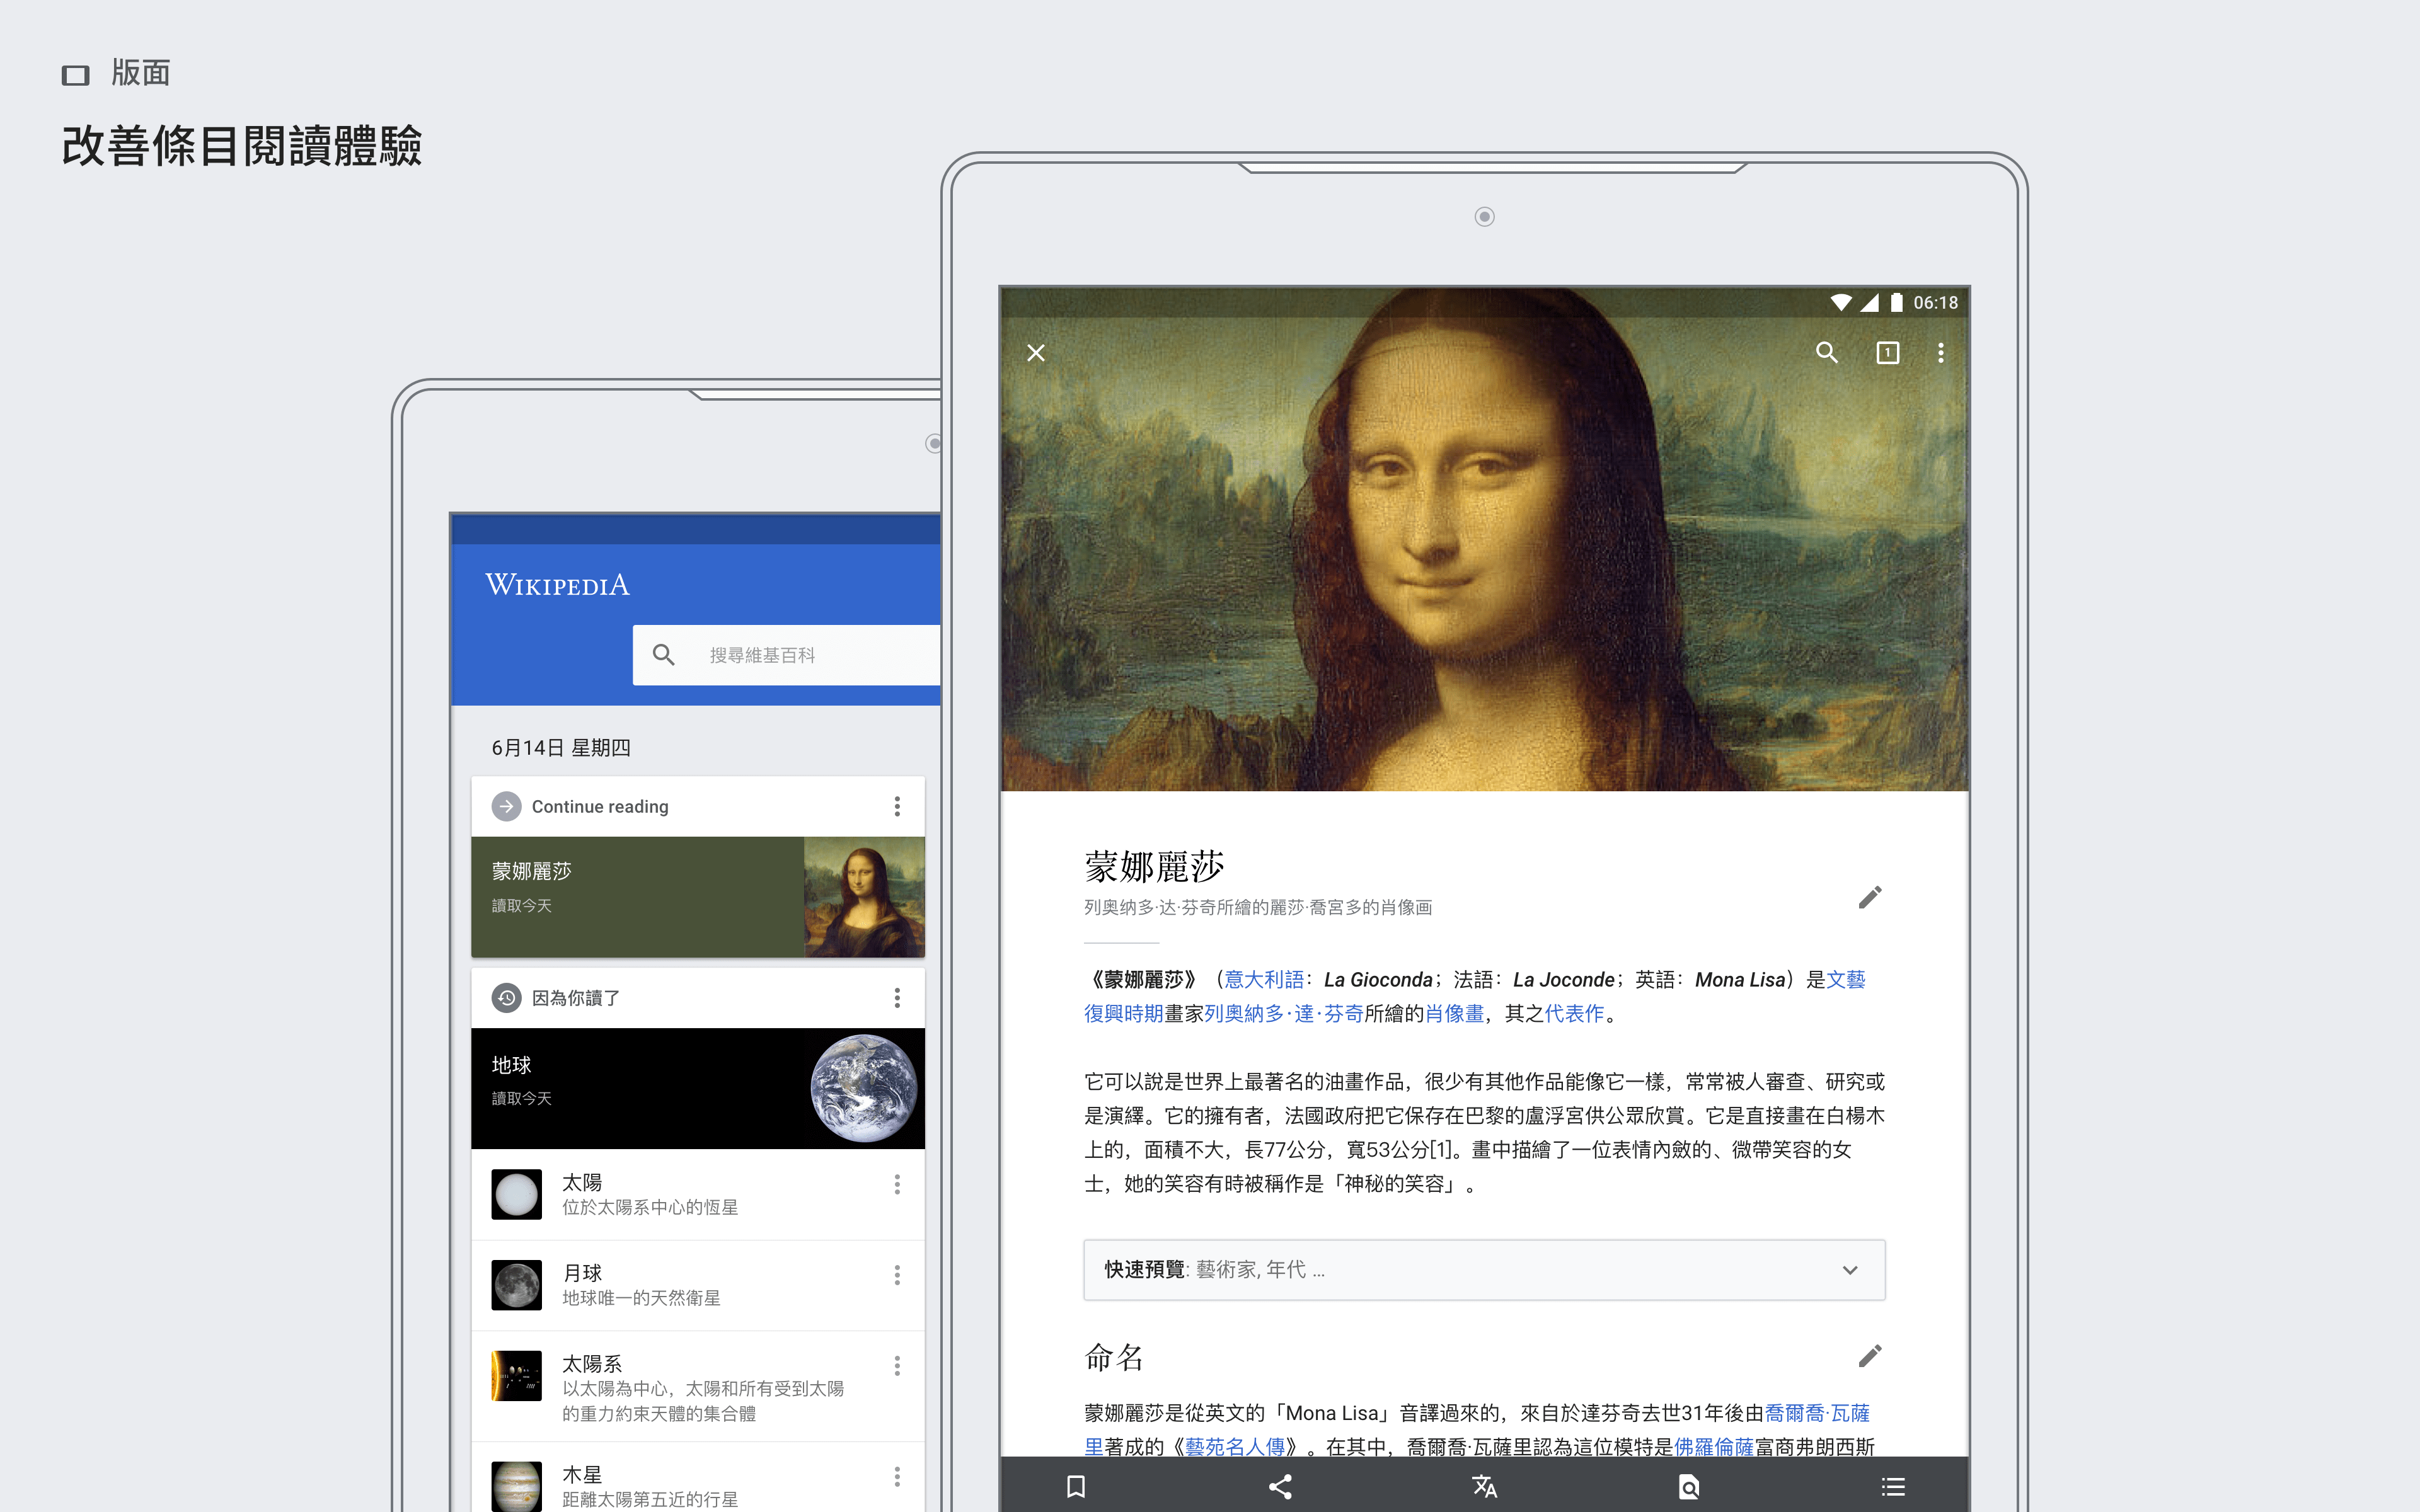 版面
改善條目閱讀體驗
WIKIPEDIA
搜尋維基百科
6月14日 星期四
Continue reading
蒙娜麗莎
讀取今天
因為你讀了
地球
讀取今天
太陽
位於太陽系中心的恆星
月球
地球唯一的天然衛星
太陽系
以太陽為中心，太陽和所有受到太陽
的重力約束天體的集合體
木星
距離太陽第五近的行星
06:18
1
蒙娜麗莎
列奥纳多·达·芬奇所繪的麗莎·喬宮多的肖像画
《蒙娜麗莎》（意大利語：La Gioconda；法語：La Joconde；英語：Mona Lisa）是文藝
復興時期畫家列奧納多·達·芬奇所繪的肖像畫，其之代表作。
它可以說是世界上最著名的油畫作品，很少有其他作品能像它一樣，常常被人審查、研究或
是演繹。它的擁有者，法國政府把它保存在巴黎的盧浮宮供公眾欣賞。它是直接畫在白楊木
上的，面積不大，長77公分，寬53公分[1]。畫中描繪了一位表情內斂的、微帶笑容的女
士，她的笑容有時被稱作是「神秘的笑容」。
快速預覽: 藝術家, 年代 ...
命名
蒙娜麗莎是從英文的「Mona Lisa」音譯過來的，來自於達芬奇去世31年後由喬爾喬·瓦薩
里著成的《藝苑名人傳》。在其中，喬爾喬·瓦薩里認為這位模特是佛羅倫薩富商弗朗西斯